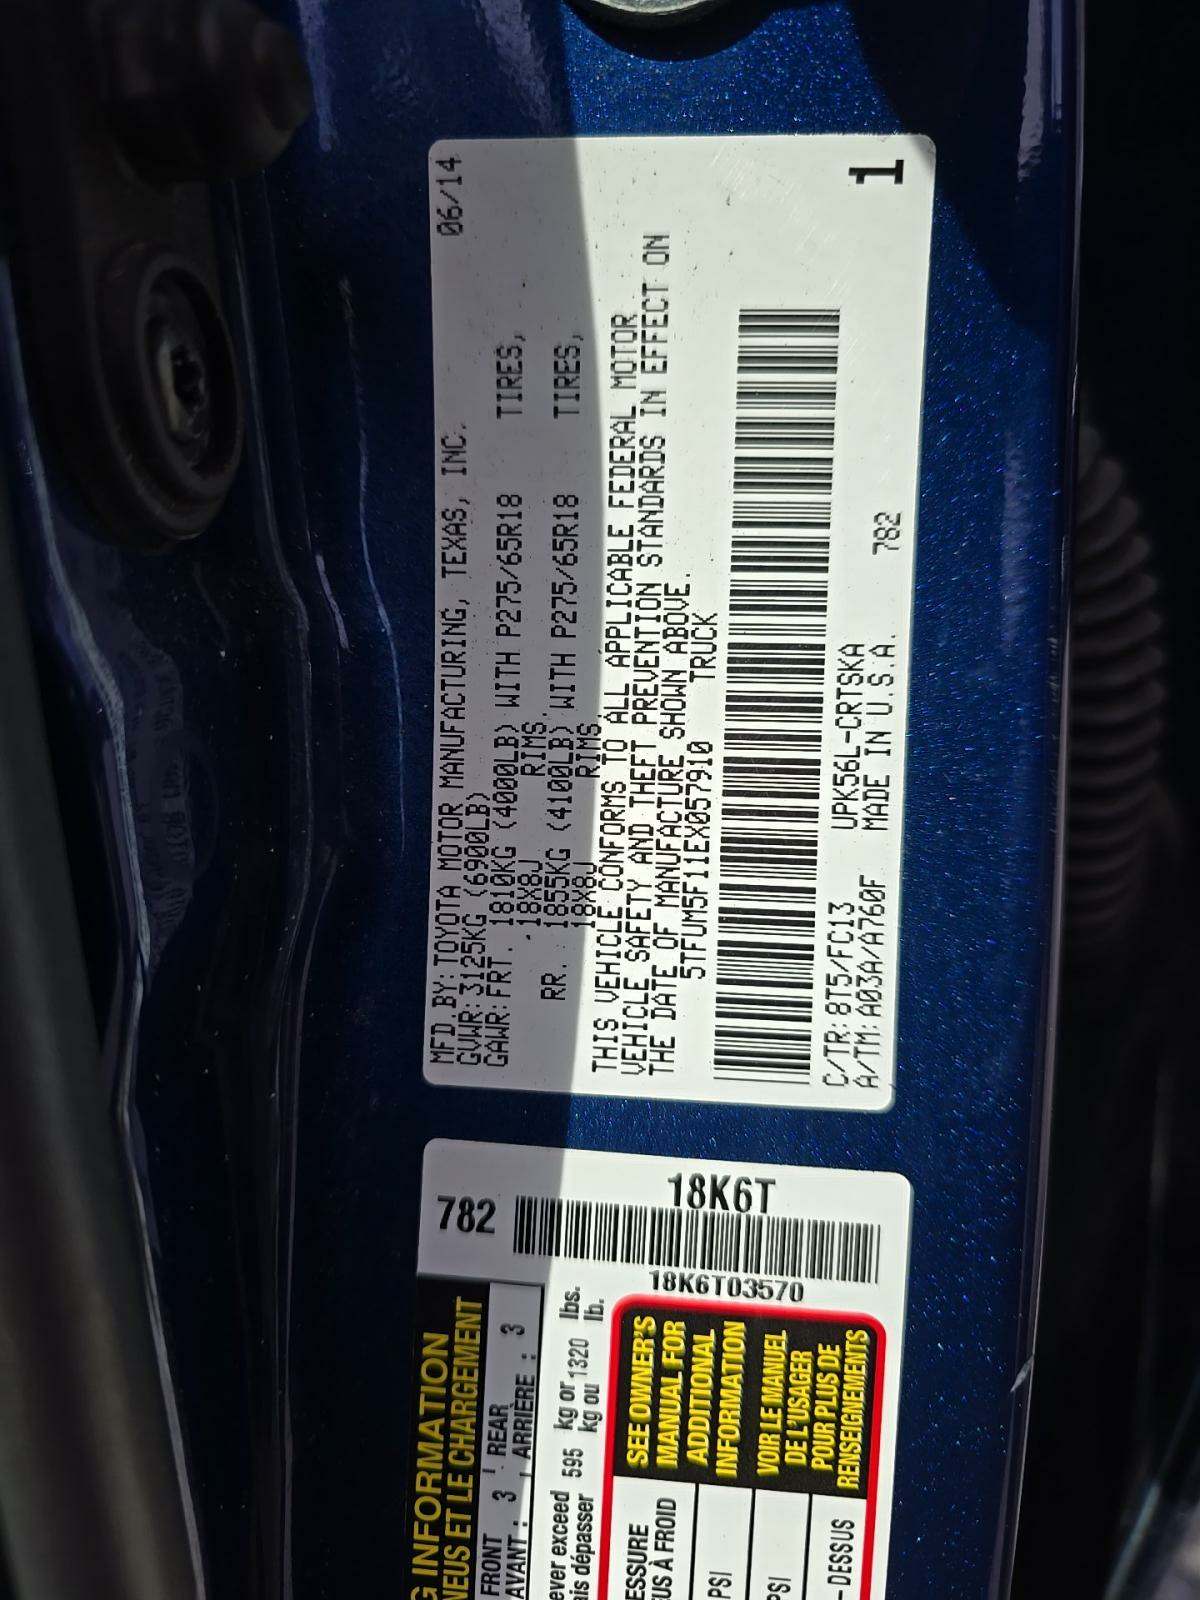 06/14
MFD.BY:TOYOTA MOTOR MANUFACTURING, TEXAS, INC.
GVWR:3125KG (6900LB)
GAWR:FRT. 1810KG (4000LB) WITH P275/65R18 TIRES,
18X8J RIMS,
RR. 1855KG (4100LB) WITH P275/65R18 TIRES,
18X8J RIMS,
THIS VEHICLE CONFORMS TO ALL APPLICABLE FEDERAL MOTOR
VEHICLE SAFETY AND THEFT PREVENTION STANDARDS IN EFFECT ON
THE DATE OF MANUFACTURE SHOWN ABOVE.
5TFUM5F11EX057910 TRUCK
C/TR:8T5/FC13 UPK56L-CRTSKA
A/TM:A03A/A760F MADE IN U.S.A. 782
1
782
18K6T
18K6T03570
G INFORMATION
NEUS ET LE CHARGEMENT
FRONT 3 REAR 3
AVANT : ARRIÈRE :
ever exceed 595 kg or 1320 lbs.
ais dépasser kg ou lb.
ESSURE
US À FROID
PSI
PSI
- DESSUS
SEE OWNER'S
MANUAL FOR
ADDITIONAL
INFORMATION
VOIR LE MANUEL
DE L'USAGER
POUR PLUS DE
RENSEIGNEMENTS